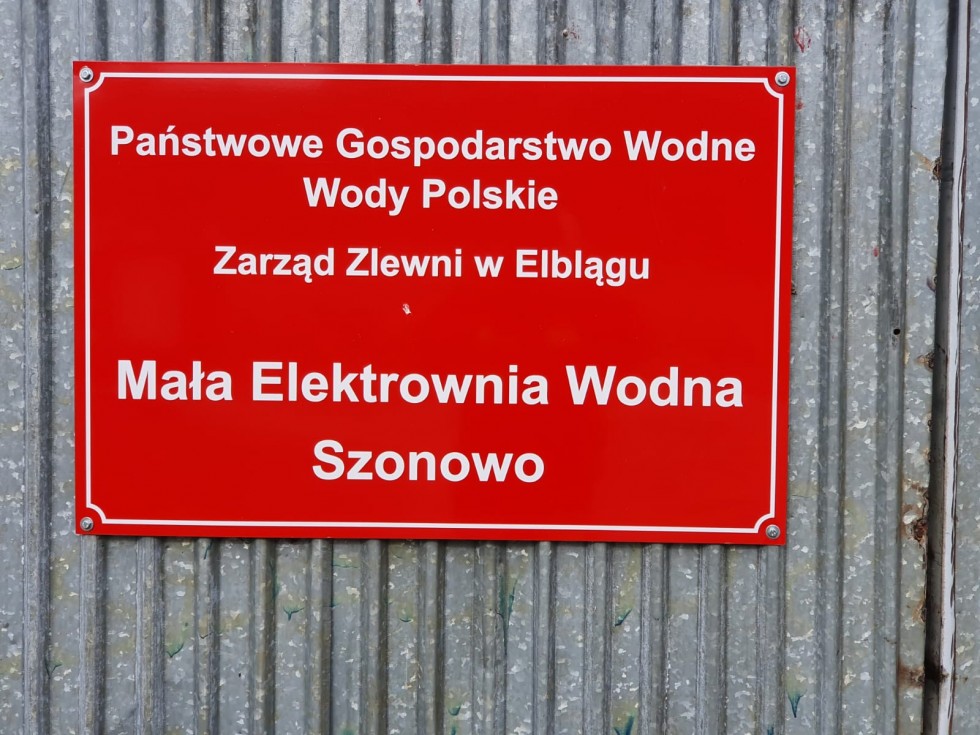 Państwowe Gospodarstwo Wodne
Wody Polskie
Zarząd Zlewni w Elblągu
Mała Elektrownia Wodna
Szonowo